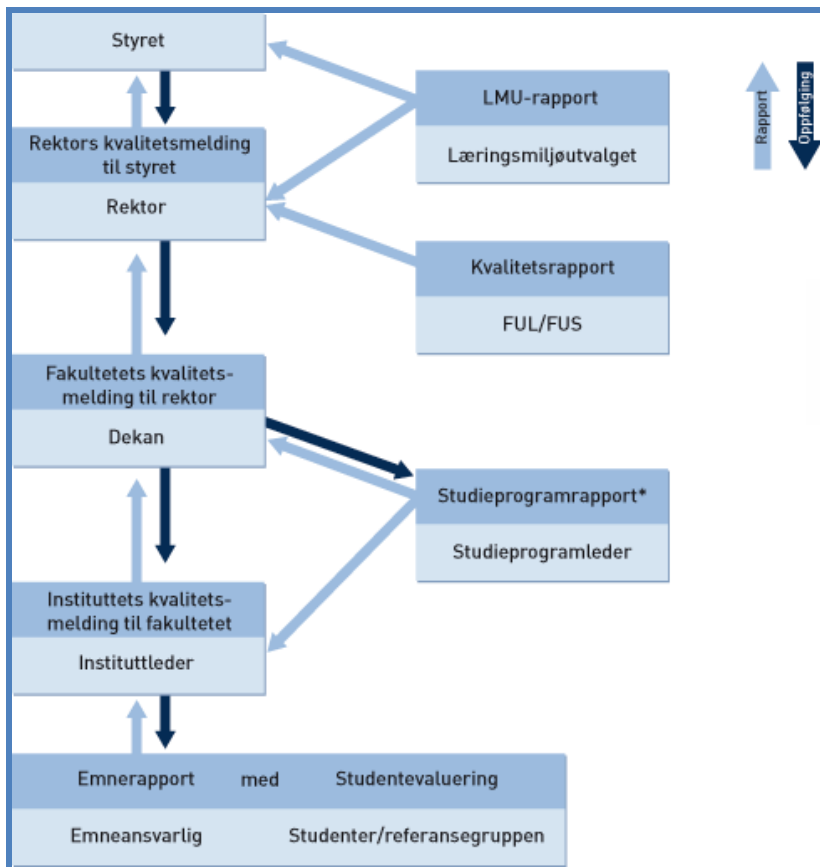 Styret
Rektors kvalitetsmelding
til styret
Rektor
LMU-rapport
Læringsmiljøutvalget
Rapport
Oppfølging
Kvalitetsrapport
FUL/FUS
Fakultetets kvalitets-
melding til rektor
Dekan
Studieprogramrapport*
Studieprogramleder
Instituttets kvalitets-
melding til fakultetet
Instituttleder
Emnerapport med Studentevaluering
Emneansvarlig Studenter/referansegruppen